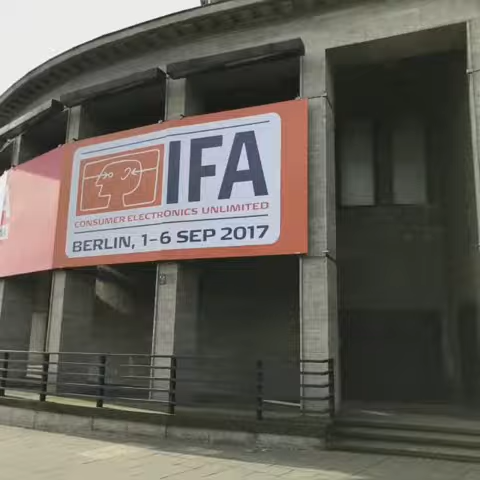 IFA
CONSUMER ELECTRONICS UNLIMITED
BERLIN, 1-6 SEP 2017